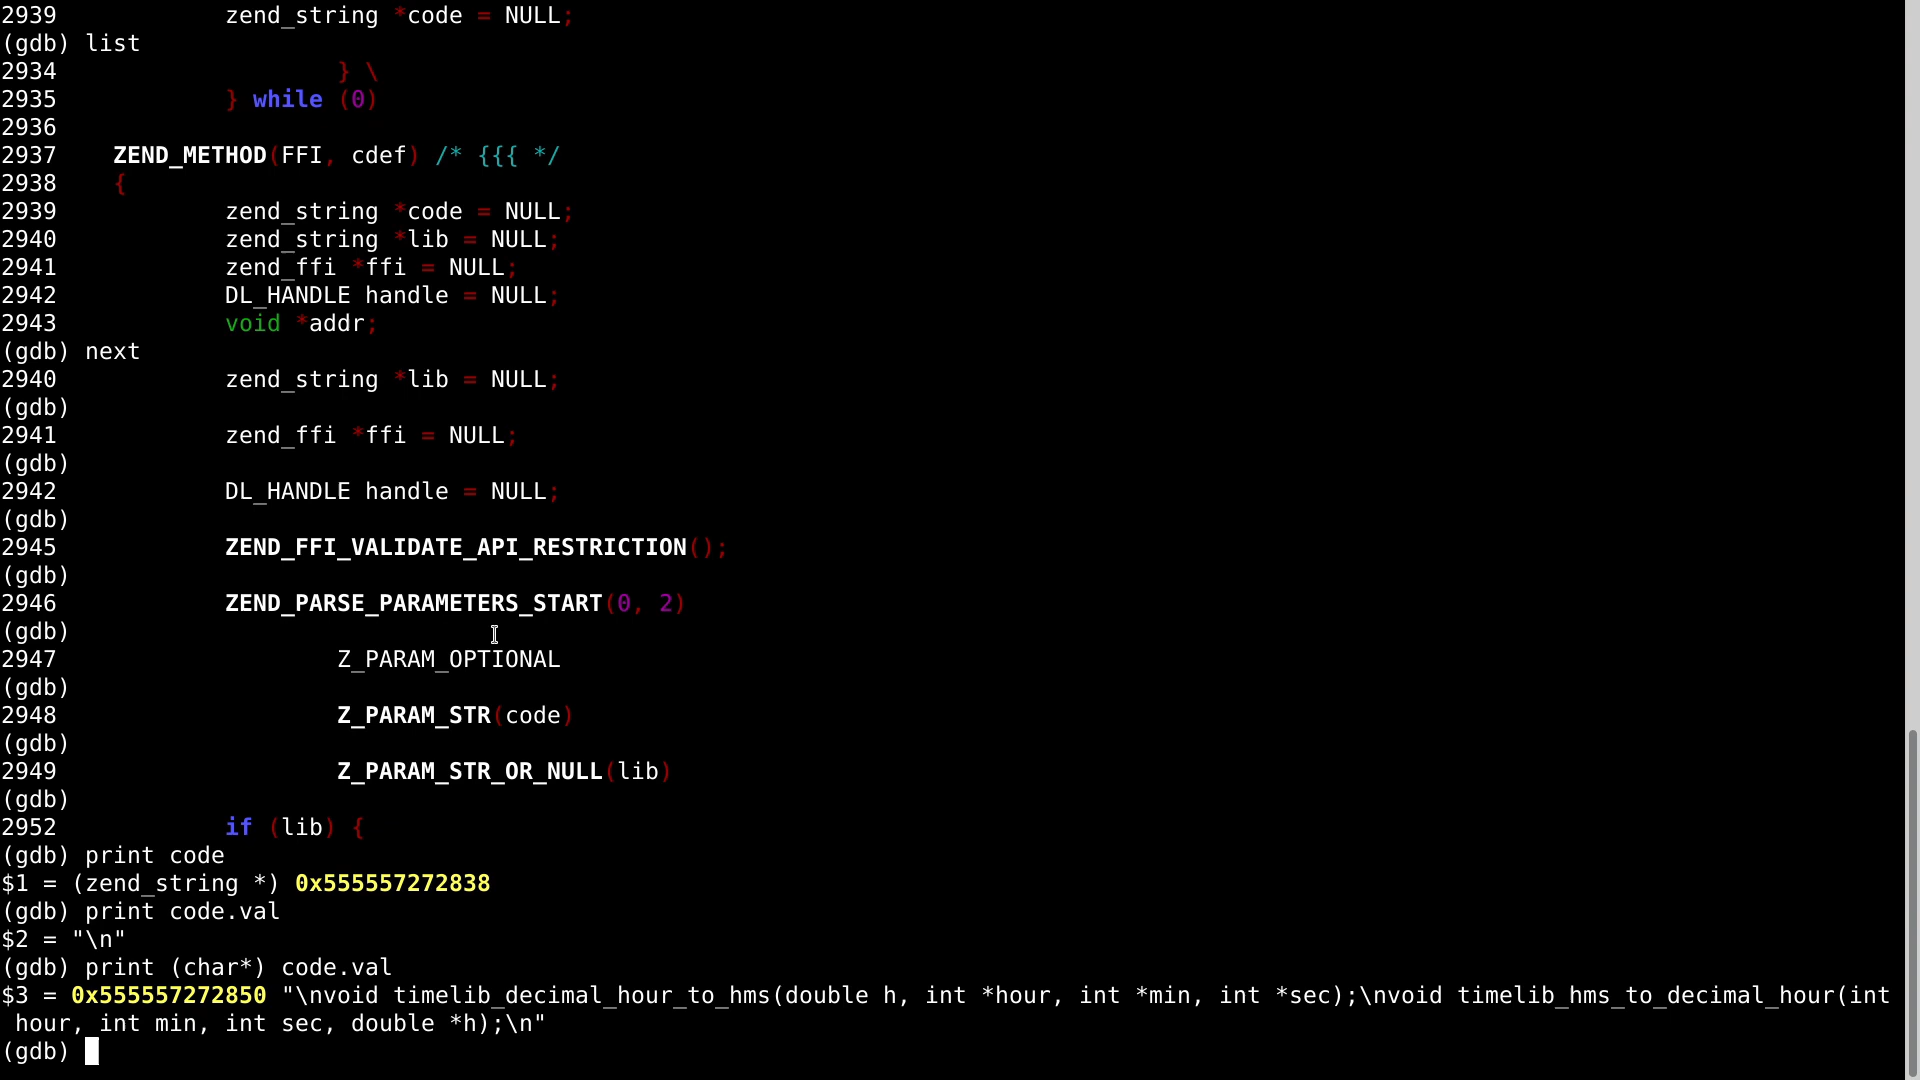 2939            zend_string *code = NULL;
(gdb) list
2934                    } \
2935            } while (0)
2936
2937    ZEND_METHOD(FFI, cdef) /* {{{ */
2938    {
2939            zend_string *code = NULL;
2940            zend_string *lib = NULL;
2941            zend_ffi *ffi = NULL;
2942            DL_HANDLE handle = NULL;
2943            void *addr;
(gdb) next
2940            zend_string *lib = NULL;
(gdb)
2941            zend_ffi *ffi = NULL;
(gdb)
2942            DL_HANDLE handle = NULL;
(gdb)
2945            ZEND_FFI_VALIDATE_API_RESTRICTION();
(gdb)
2946            ZEND_PARSE_PARAMETERS_START(0, 2)
(gdb)
2947                    Z_PARAM_OPTIONAL
(gdb)
2948                    Z_PARAM_STR(code)
(gdb)
2949                    Z_PARAM_STR_OR_NULL(lib)
(gdb)
2952            if (lib) {
(gdb) print code
$1 = (zend_string *) 0x555557272838
(gdb) print code.val
$2 = "\n"
(gdb) print (char*) code.val
$3 = 0x555557272850 "\nvoid timelib_decimal_hour_to_hms(double h, int *hour, int *min, int *sec);\nvoid timelib_hms_to_decimal_hour(int
 hour, int min, int sec, double *h);\n"
(gdb)